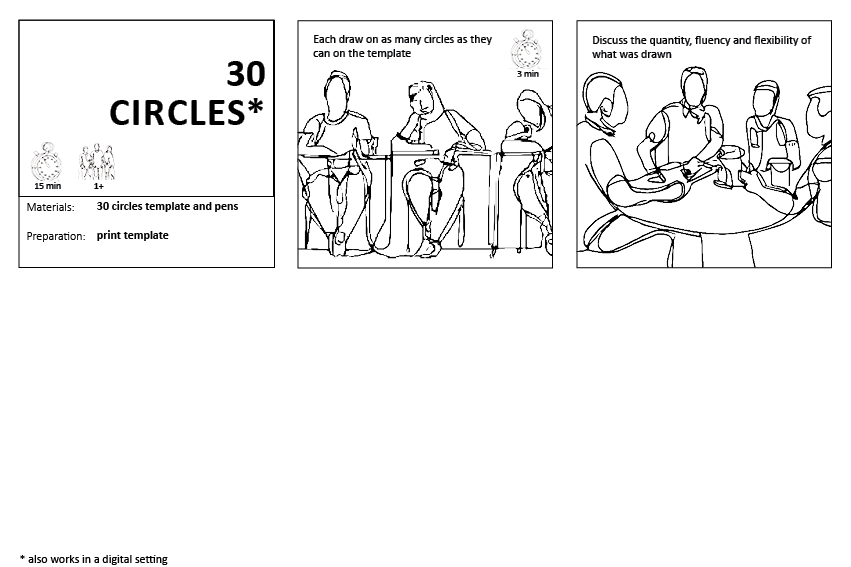 30
CIRCLES*
15 min
1+
Materials: 30 circles template and pens
Preparation: print template
Each draw on as many circles as they
can on the template
3 min
Discuss the quantity, fluency and flexibility of
what was drawn
* also works in a digital setting